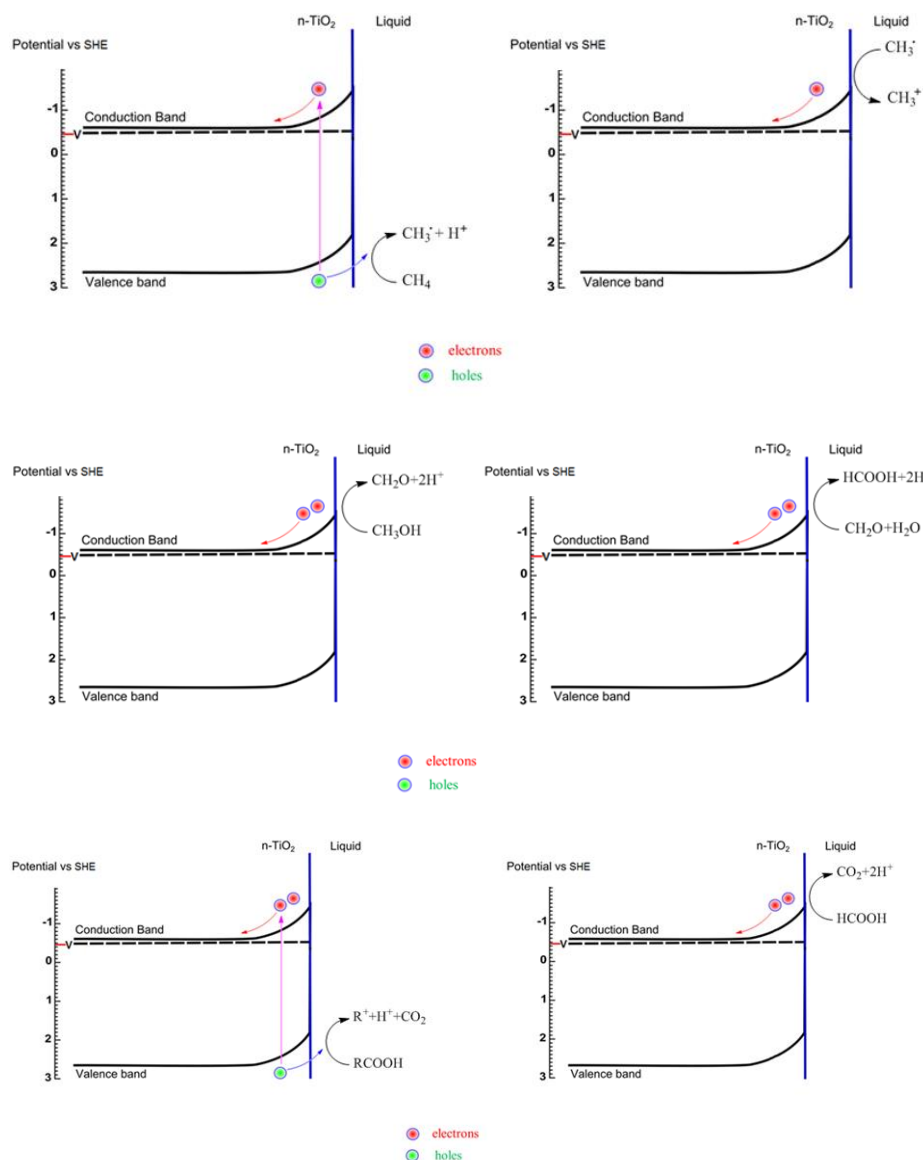 n-TiO₂ Liquid
Potential vs SHE
-1
0
1
2
3
V
Conduction Band
Valence band
CH₃˙ + H⁺
CH₄
n-TiO₂ Liquid
Potential vs SHE
-1
0
1
2
3
V
Conduction Band
Valence band
CH₃˙
CH₃⁺
electrons
holes
n-TiO₂ Liquid
Potential vs SHE
-1
0
1
2
3
V
Conduction Band
Valence band
CH₂O+2H⁺
CH₃OH
n-TiO₂ Liquid
Potential vs SHE
-1
0
1
2
3
V
Conduction Band
Valence band
HCOOH+2H
CH₂O+H₂O
electrons
holes
n-TiO₂ Liquid
Potential vs SHE
-1
0
1
2
3
V
Conduction Band
Valence band
R⁺+H⁺+CO₂
RCOOH
n-TiO₂ Liquid
Potential vs SHE
-1
0
1
2
3
V
Conduction Band
Valence band
CO₂+2H⁺
HCOOH
electrons
holes